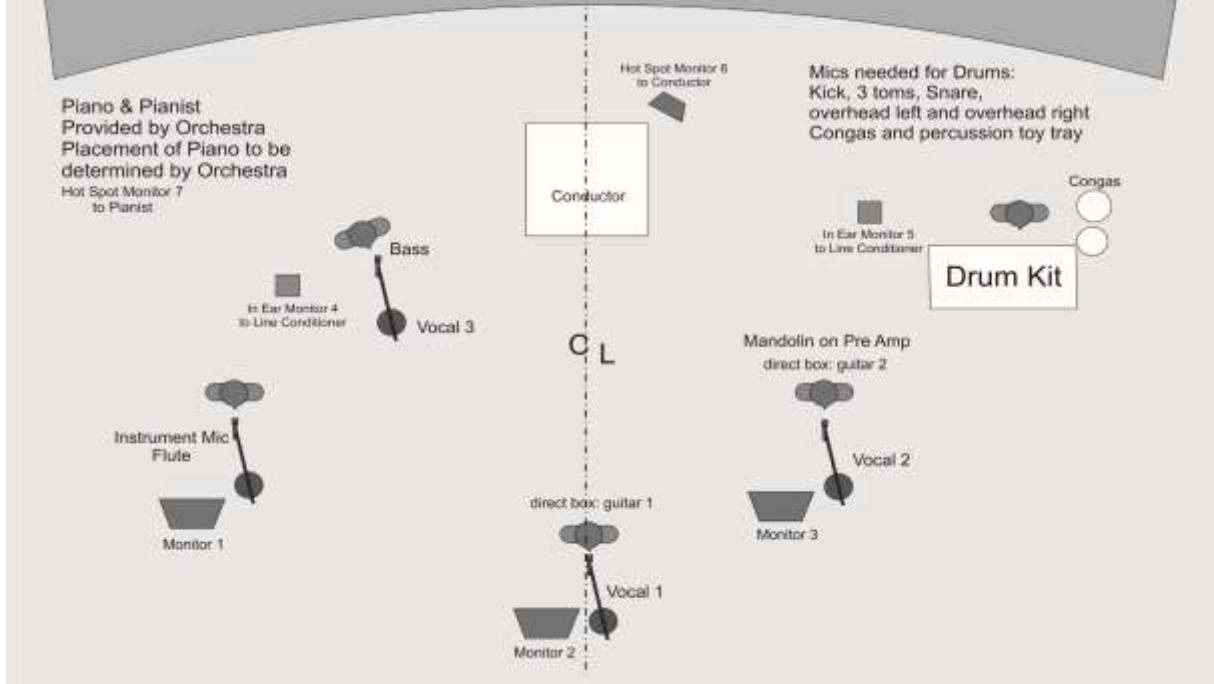 Hot Spot Monitor 6
to Conductor
Mics needed for Drums:
Kick, 3 toms, Snare,
overhead left and overhead right
Congas and percussion toy tray
Piano & Pianist
Provided by Orchestra
Placement of Piano to be
determined by Orchestra
Hot Spot Monitor 7
to Pianist
Conductor
Congas
In Ear Monitor 5
to Line Conditioner
Drum Kit
Bass
In Ear Monitor 4
to Line Conditioner
Vocal 3
C L
Mandolin on Pre Amp
direct box: guitar 2
Instrument Mic
Flute
Vocal 2
Monitor 1
direct box: guitar 1
Monitor 3
Vocal 1
Monitor 2